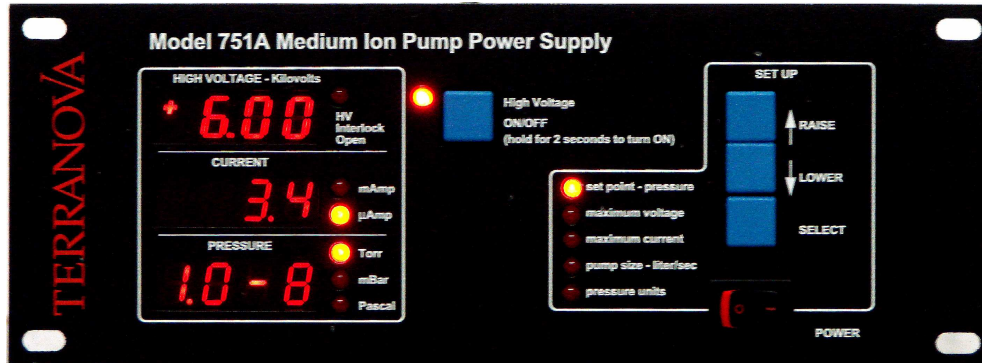 TERRANOVA
Model 751A Medium Ion Pump Power Supply
HIGH VOLTAGE - Kilovolts
+ 6.00
HV
Interlock
Open
CURRENT
3.4
mAmp
µAmp
PRESSURE
1.0 - 8
Torr
mBar
Pascal
High Voltage
ON/OFF
(hold for 2 seconds to turn ON)
SET UP
RAISE
LOWER
SELECT
set point - pressure
maximum voltage
maximum current
pump size - liter/sec
pressure units
POWER